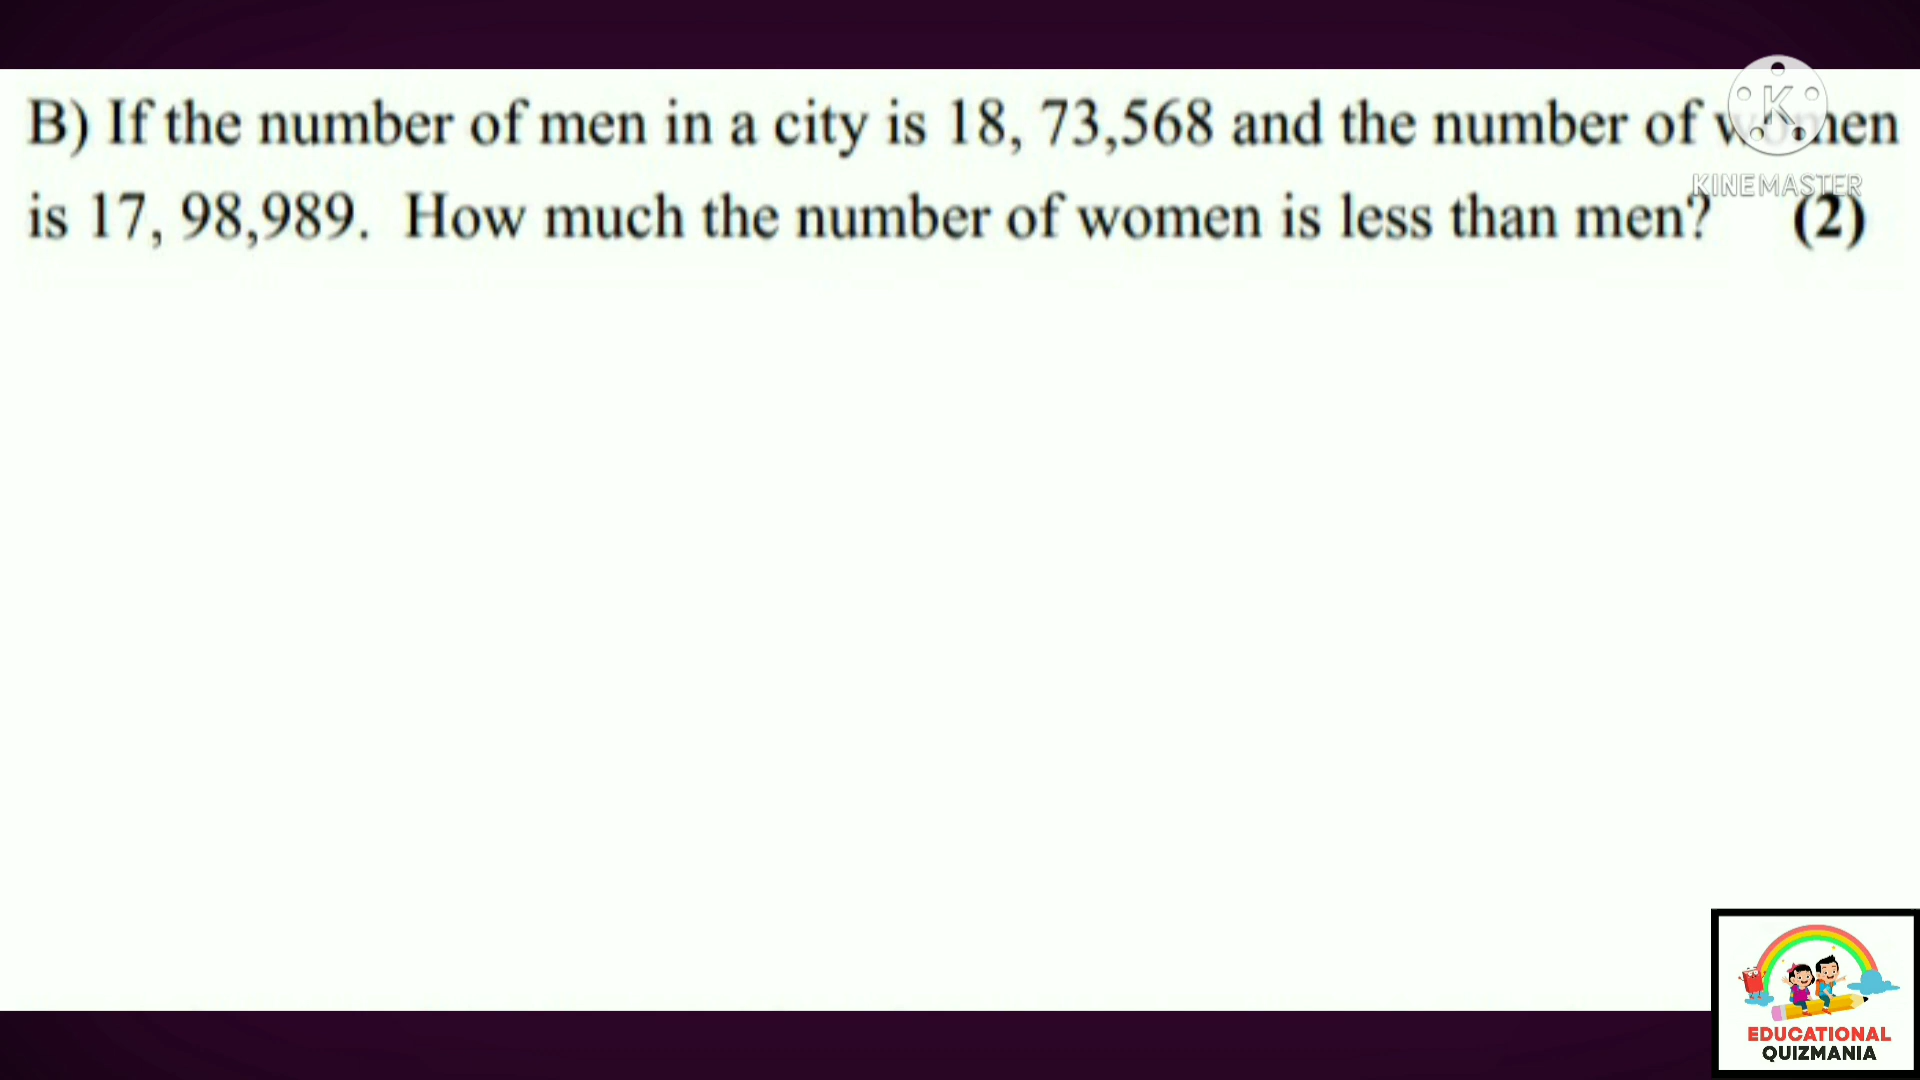 B) If the number of men in a city is 18, 73,568 and the number of women
is 17, 98,989. How much the number of women is less than men? (2)
K
KINEMASTER
EDUCATIONAL
QUIZMANIA